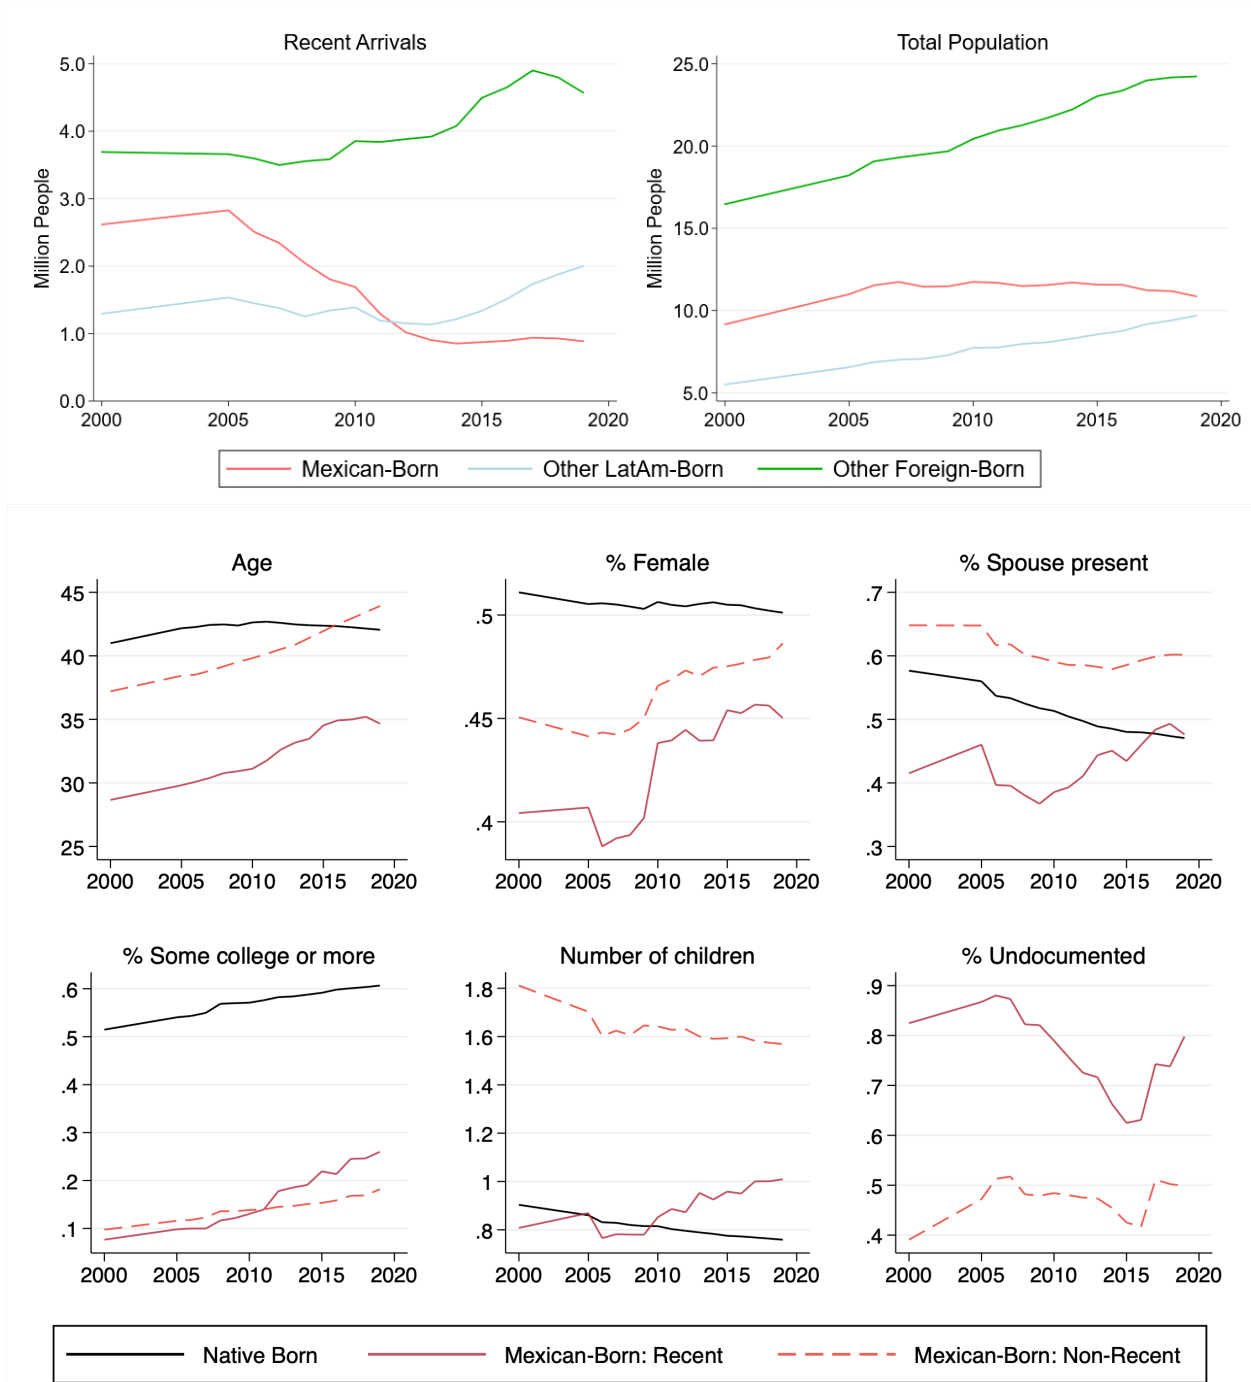 Recent Arrivals
Total Population
Million People
5.0
4.0
3.0
2.0
1.0
0.0
2000 2005 2010 2015 2020
Million People
25.0
20.0
15.0
10.0
5.0
2000 2005 2010 2015 2020
Mexican-Born Other LatAm-Born Other Foreign-Born
Age
45
40
35
30
25
2000 2005 2010 2015 2020
% Female
.5
.45
.4
2000 2005 2010 2015 2020
% Spouse present
.7
.6
.5
.4
.3
2000 2005 2010 2015 2020
% Some college or more
.6
.5
.4
.3
.2
.1
2000 2005 2010 2015 2020
Number of children
1.8
1.6
1.4
1.2
1
.8
2000 2005 2010 2015 2020
% Undocumented
.9
.8
.7
.6
.5
.4
2000 2005 2010 2015 2020
Native Born Mexican-Born: Recent Mexican-Born: Non-Recent